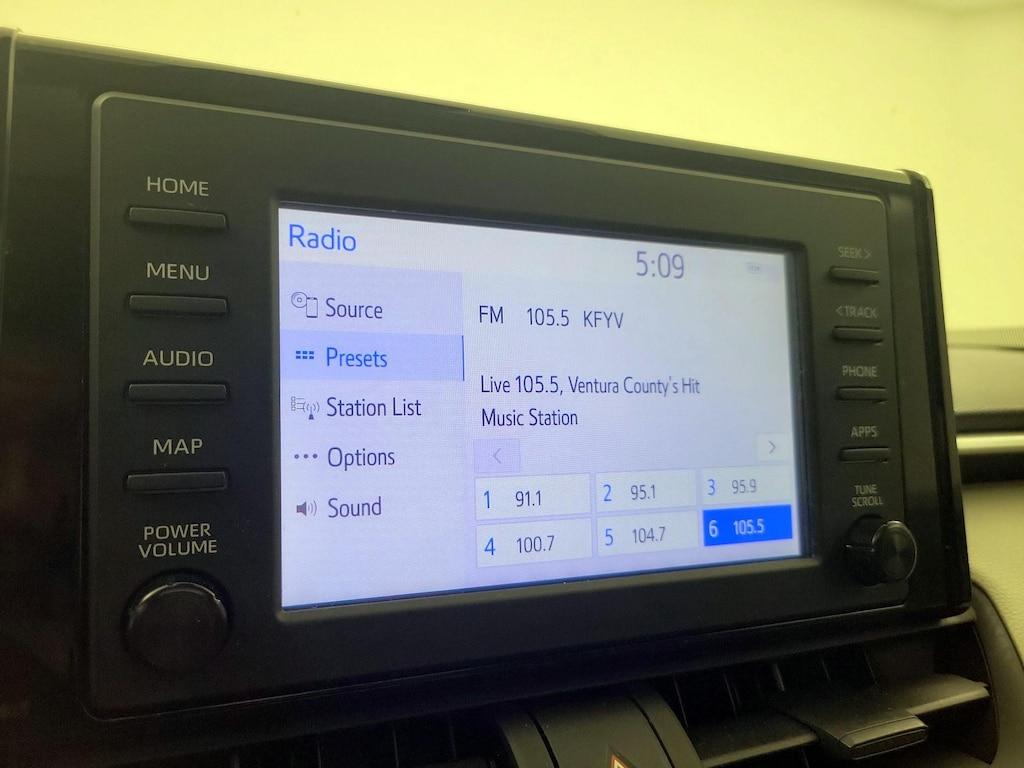 HOME
MENU
AUDIO
MAP
POWER
VOLUME
Radio
5:09
Source
Presets
Station List
Options
Sound
FM 105.5 KFYV
Live 105.5, Ventura County's Hit
Music Station
<
>
1 91.1
2 95.1
3 95.9
4 100.7
5 104.7
6 105.5
SEEK >
< TRACK
PHONE
APPS
TUNE
SCROLL